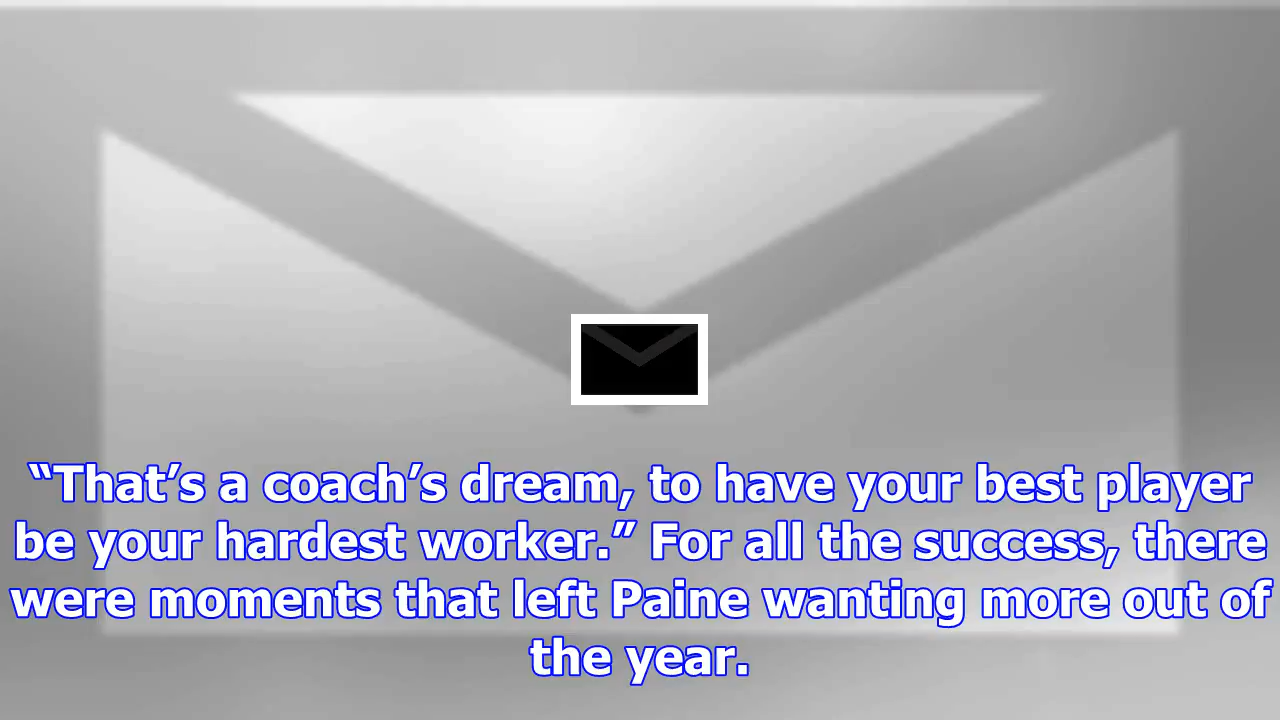 “That’s a coach’s dream, to have your best player
be your hardest worker.” For all the success, there
were moments that left Paine wanting more out of
the year.